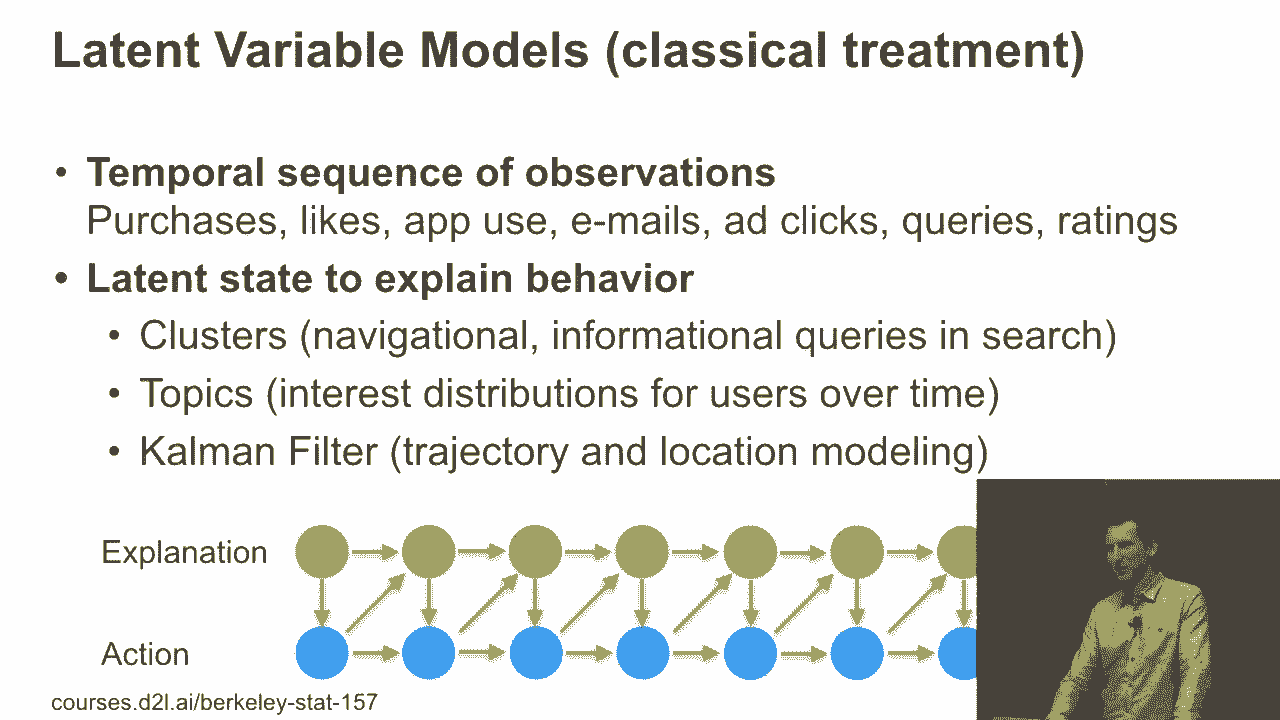 Latent Variable Models (classical treatment)
• Temporal sequence of observations
Purchases, likes, app use, e-mails, ad clicks, queries, ratings
• Latent state to explain behavior
• Clusters (navigational, informational queries in search)
• Topics (interest distributions for users over time)
• Kalman Filter (trajectory and location modeling)
Explanation
Action
courses.d2l.ai/berkeley-stat-157